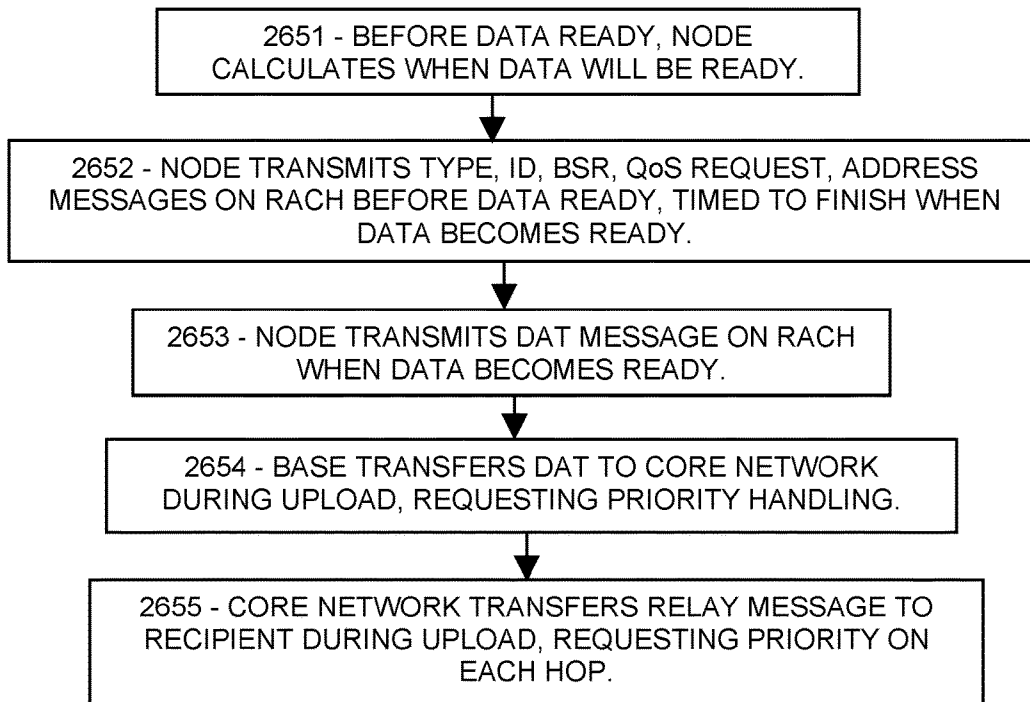 2651 - BEFORE DATA READY, NODE
CALCULATES WHEN DATA WILL BE READY.
2652 - NODE TRANSMITS TYPE, ID, BSR, QoS REQUEST, ADDRESS
MESSAGES ON RACH BEFORE DATA READY, TIMED TO FINISH WHEN
DATA BECOMES READY.
2653 - NODE TRANSMITS DAT MESSAGE ON RACH
WHEN DATA BECOMES READY.
2654 - BASE TRANSFERS DAT TO CORE NETWORK
DURING UPLOAD, REQUESTING PRIORITY HANDLING.
2655 - CORE NETWORK TRANSFERS RELAY MESSAGE TO
RECIPIENT DURING UPLOAD, REQUESTING PRIORITY ON
EACH HOP.